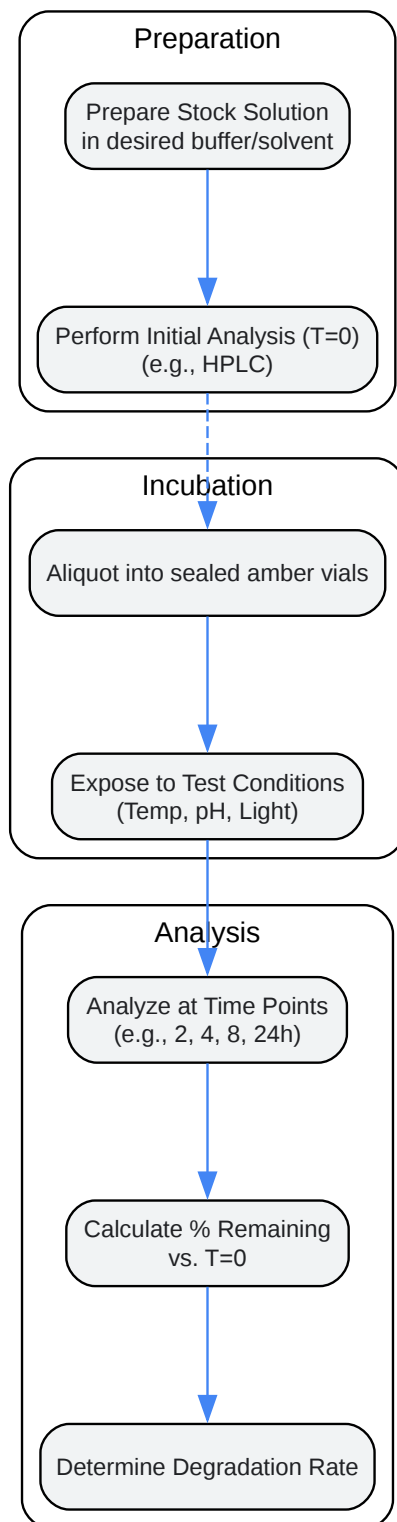 Preparation
Prepare Stock Solution
in desired buffer/solvent
Perform Initial Analysis (T=0)
(e.g., HPLC)
Incubation
Aliquot into sealed amber vials
Expose to Test Conditions
(Temp, pH, Light)
Analysis
Analyze at Time Points
(e.g., 2, 4, 8, 24h)
Calculate % Remaining
vs. T=0
Determine Degradation Rate